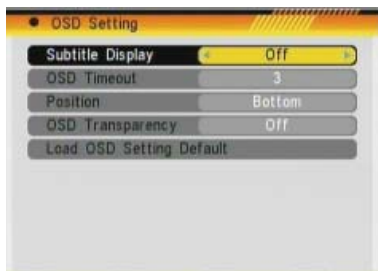 OSD Setting
Subtitle Display Off
OSD Timeout 3
Position Bottom
OSD Transparency Off
Load OSD Setting Default